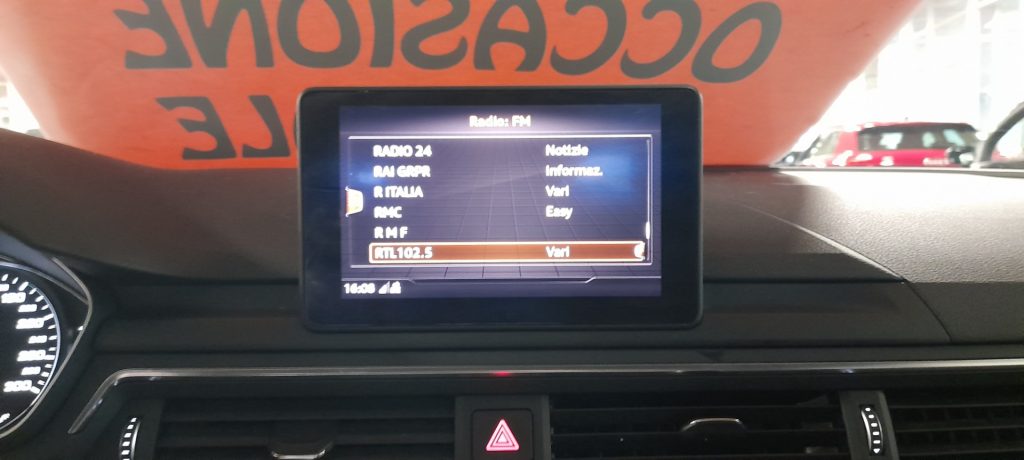 OCCASIONE
Radio: FM
RADIO 24 Notizie
RAI GRPR Informaz.
R ITALIA Vari
RMC Easy
R M F
RTL102.5 Vari
16:08